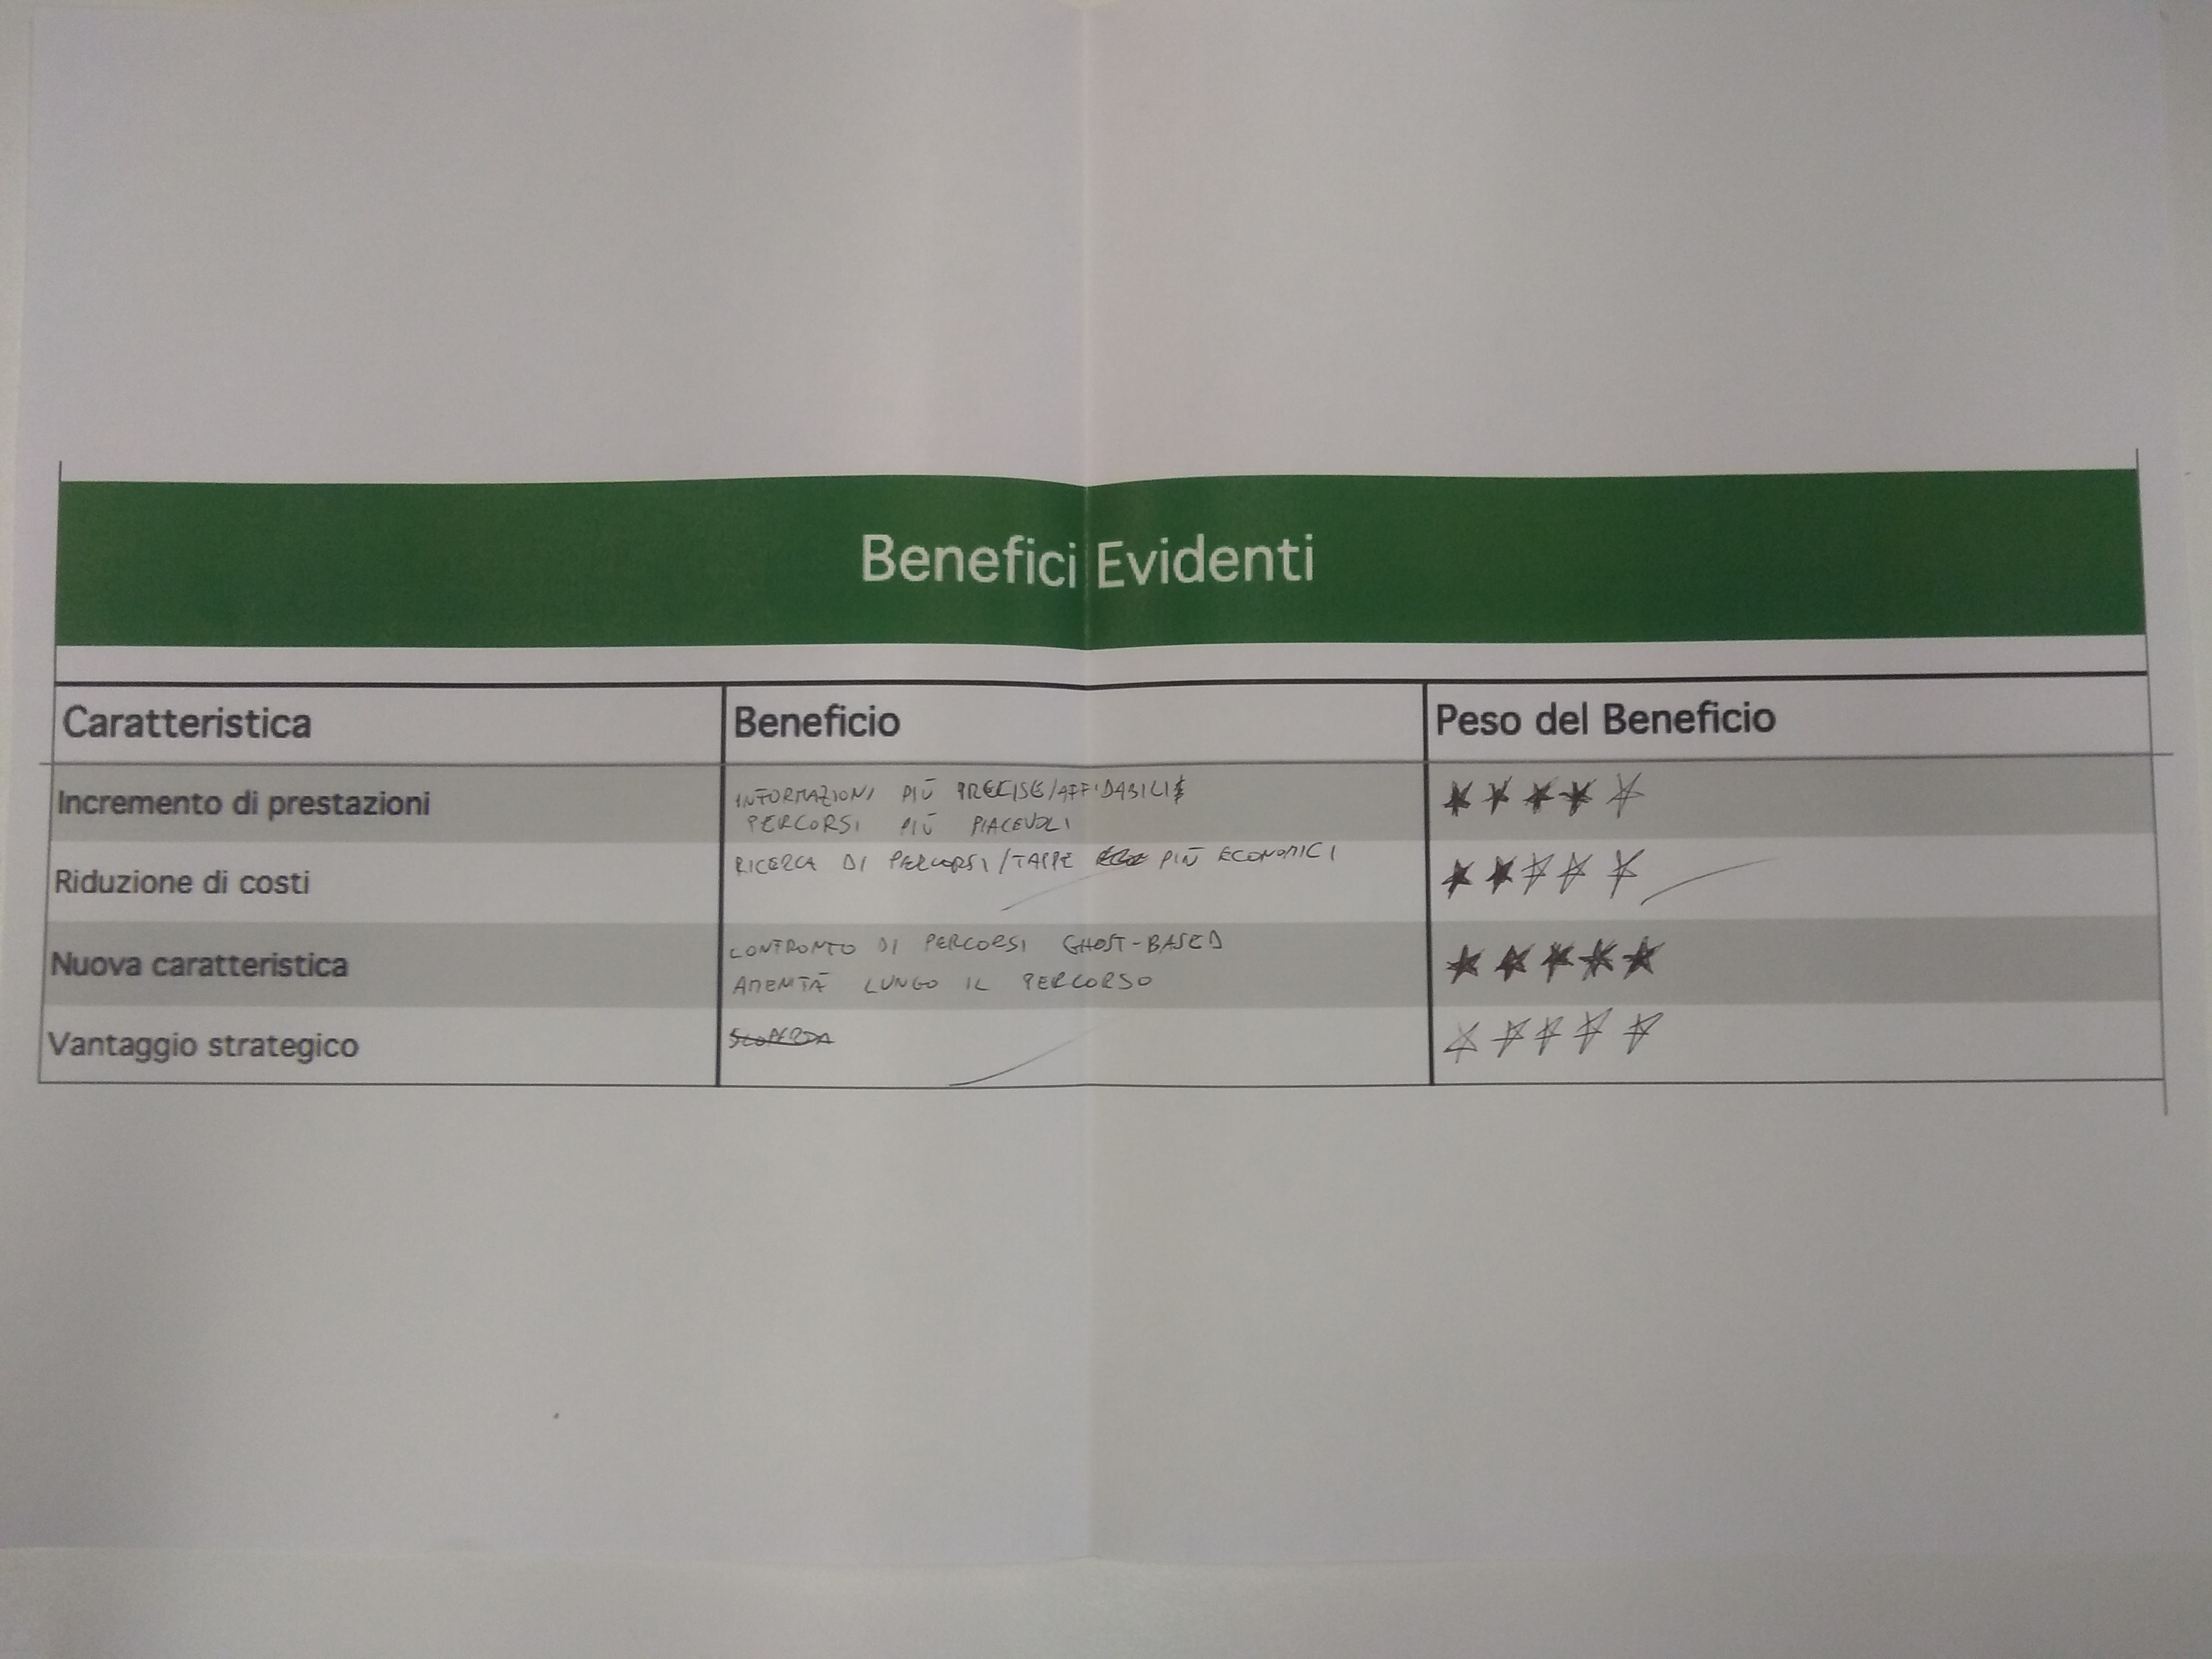 Benefici Evidenti
Caratteristica Beneficio Peso del Beneficio
Incremento di prestazioni INFORMAZIONI PIÙ PRECISE/AFFIDABILI
PERCORSI PIÙ PIACEVOLI
Riduzione di costi RICERCA DI PERCORSI/TAPPE PIÙ ECONOMICI
Nuova caratteristica CONFRONTO DI PERCORSI GHOST-BASED
AMENITÀ LUNGO IL PERCORSO
Vantaggio strategico